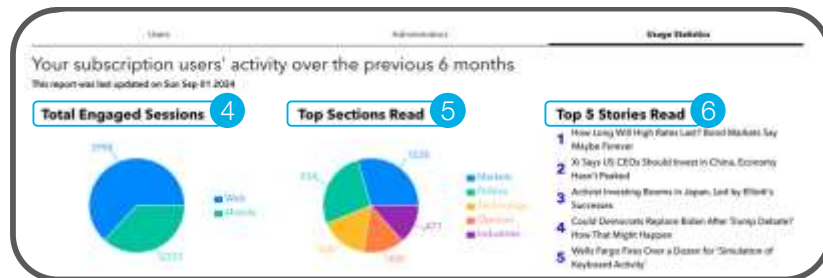 Users Administrators Usage Statistics
Your subscription users' activity over the previous 6 months
This report was last updated on Sun Sep 01 2024
Total Engaged Sessions 4
Top Sections Read 5
Top 5 Stories Read 6
Web
Mobile
Markets
Politics
Technology
Opinion
Industries
477
1 How Long Will High Rates Last? Bond Markets Say
Maybe Forever
2 Xi Says US CEOs Should Invest in China, Economy
Hasn't Peaked
3 Activist Investing Booms in Japan, Led by Elliott's
Successes
4 Could Democrats Replace Biden After Trump Debate?
How That Might Happen
5 Wells Fargo Fires Over a Dozen for 'Simulation of
Keyboard Activity'